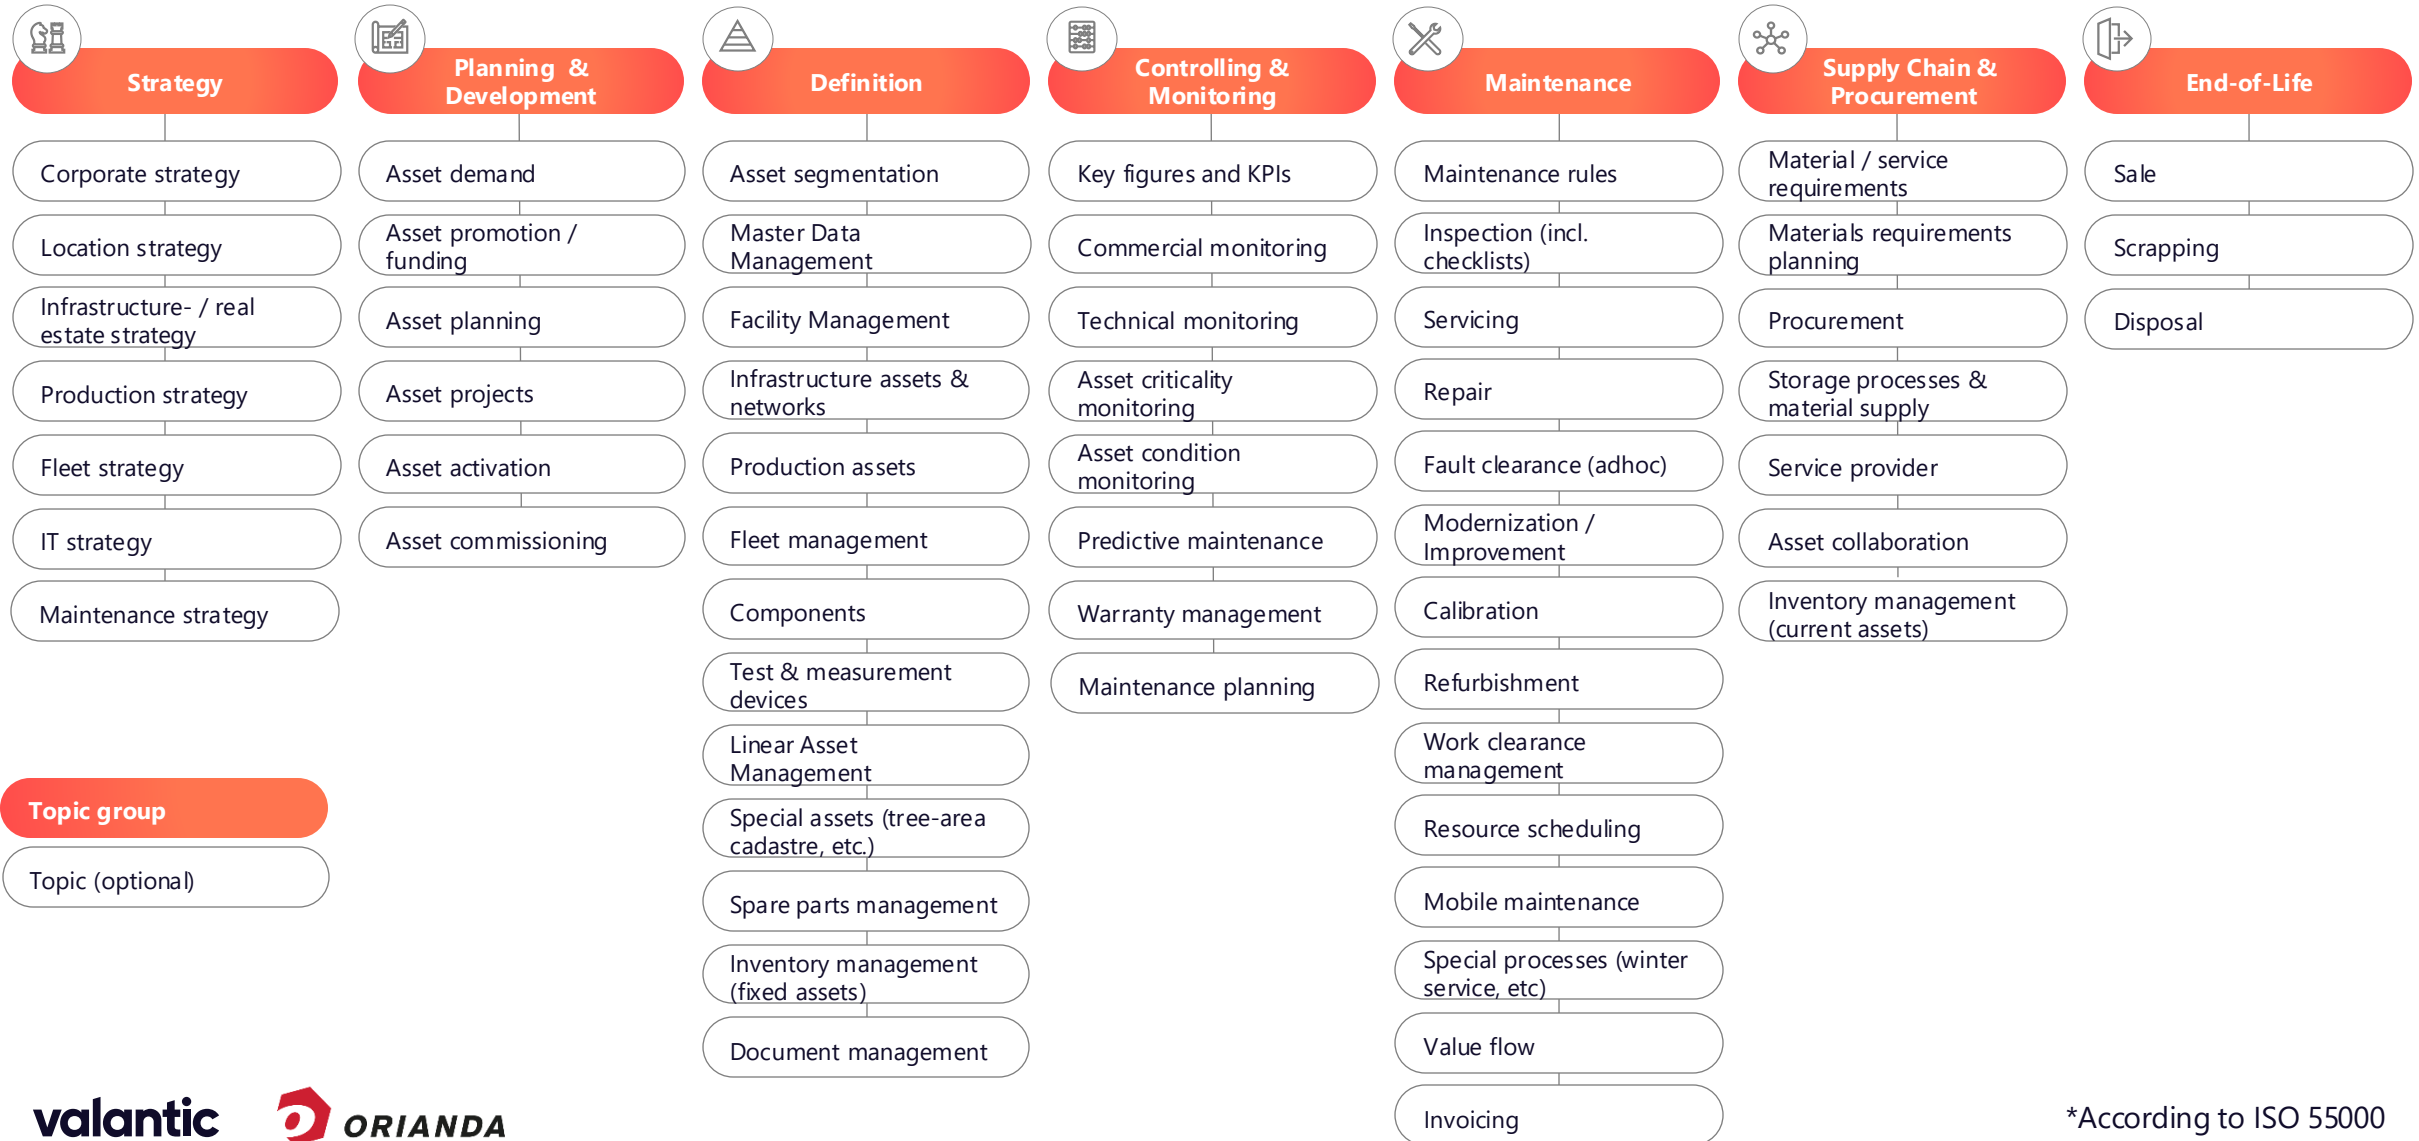 Strategy
Corporate strategy
Location strategy
Infrastructure- / real
estate strategy
Production strategy
Fleet strategy
IT strategy
Maintenance strategy
Planning &
Development
Asset demand
Asset promotion /
funding
Asset planning
Asset projects
Asset activation
Asset commissioning
Definition
Asset segmentation
Master Data
Management
Facility Management
Infrastructure assets &
networks
Production assets
Fleet management
Components
Test & measurement
devices
Linear Asset
Management
Special assets (tree-area
cadastre, etc.)
Spare parts management
Inventory management
(fixed assets)
Document management
Controlling &
Monitoring
Key figures and KPIs
Commercial monitoring
Technical monitoring
Asset criticality
monitoring
Asset condition
monitoring
Predictive maintenance
Warranty management
Maintenance planning
Maintenance
Maintenance rules
Inspection (incl.
checklists)
Servicing
Repair
Fault clearance (adhoc)
Modernization /
Improvement
Calibration
Refurbishment
Work clearance
management
Resource scheduling
Mobile maintenance
Special processes (winter
service, etc)
Value flow
Invoicing
Supply Chain &
Procurement
Material / service
requirements
Materials requirements
planning
Procurement
Storage processes &
material supply
Service provider
Asset collaboration
Inventory management
(current assets)
End-of-Life
Sale
Scrapping
Disposal
Topic group
Topic (optional)
valantic
ORIANDA
*According to ISO 55000